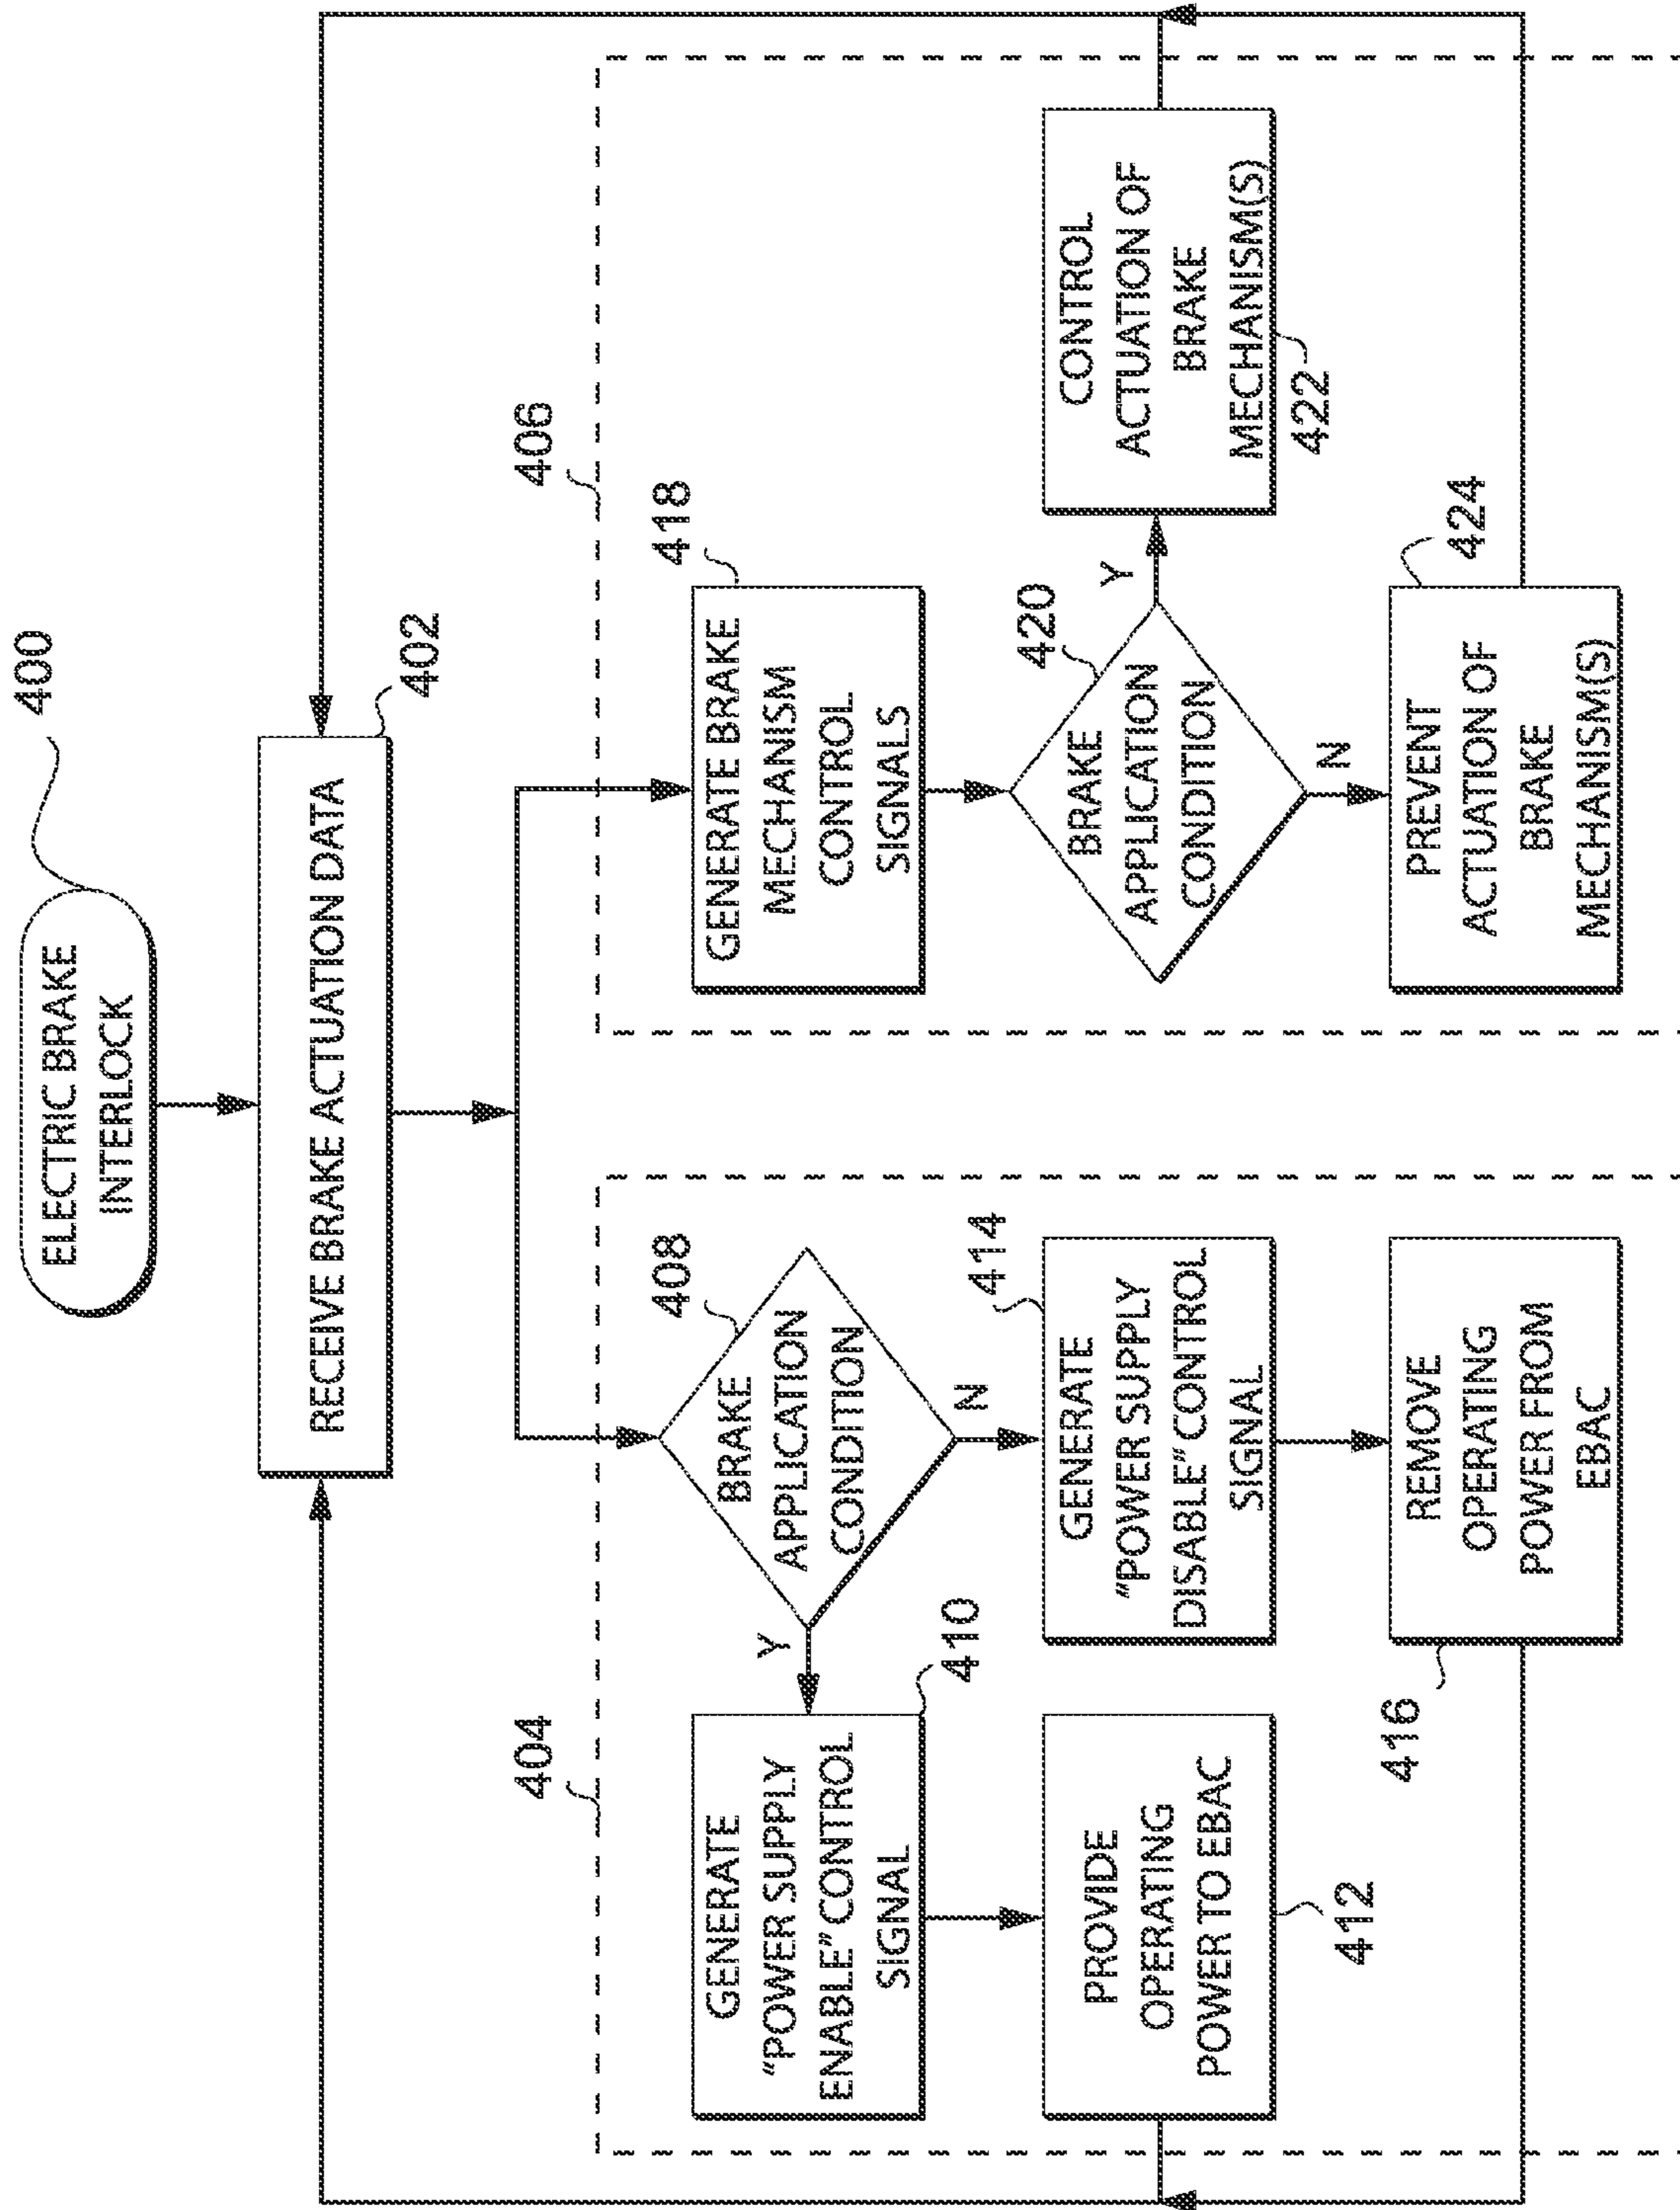 400
ELECTRIC BRAKE
INTERLOCK
RECEIVE BRAKE ACTUATION DATA
402
404
408
BRAKE
APPLICATION
CONDITION
Y
N
GENERATE
"POWER SUPPLY
ENABLE" CONTROL
SIGNAL
410
PROVIDE
OPERATING
POWER TO EBAC
412
414
GENERATE
"POWER SUPPLY
DISABLE" CONTROL
SIGNAL
REMOVE
OPERATING
POWER FROM
EBAC
416
406
418
GENERATE BRAKE
MECHANISM
CONTROL
SIGNALS
420
BRAKE
APPLICATION
CONDITION
Y
N
CONTROL
ACTUATION OF
BRAKE
MECHANISM(S)
422
424
PREVENT
ACTUATION OF
BRAKE
MECHANISM(S)